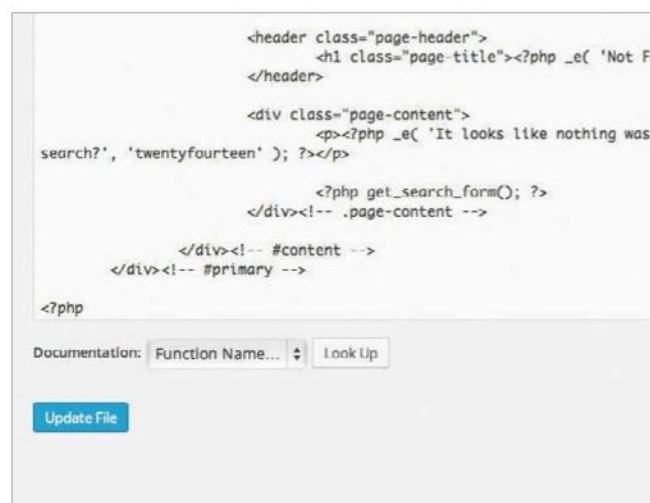 <header class="page-header">
<h1 class="page-title"><?php _e( 'Not F
</header>
<div class="page-content">
<p><?php _e( 'It looks like nothing was
search?', 'twentyfourteen' ); ?></p>
<?php get_search_form(); ?>
</div><!-- .page-content -->
</div><!-- #content -->
</div><!-- #primary -->
<?php
Documentation: Function Name... Look Up
Update File